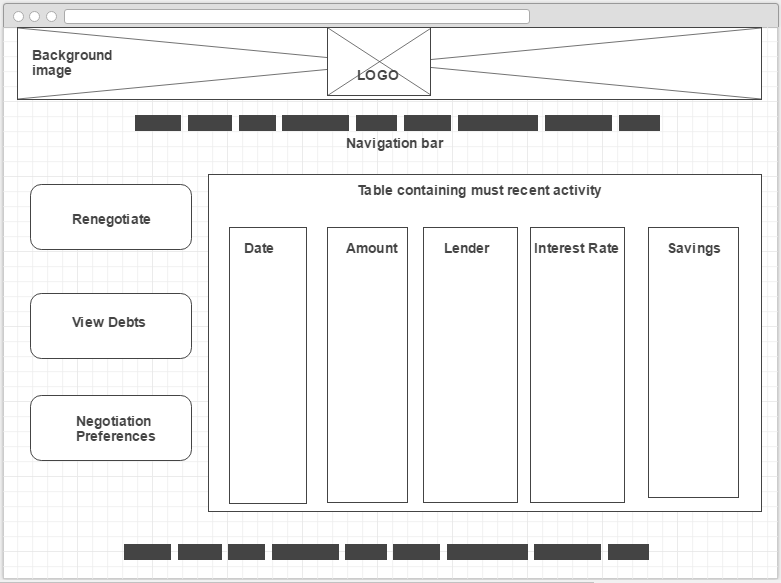 Background
image
LOGO
Navigation bar
Table containing must recent activity
Renegotiate
View Debts
Negotiation
Preferences
Date
Amount
Lender
Interest Rate
Savings